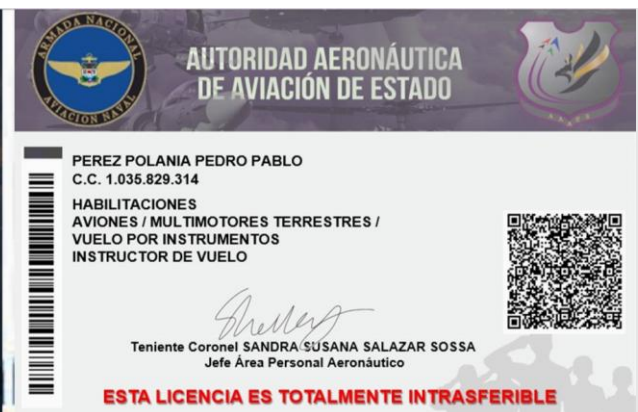 ARMADA NACIONAL
AVIACION NAVAL
AUTORIDAD AERONÁUTICA
DE AVIACIÓN DE ESTADO
PEREZ POLANIA PEDRO PABLO
C.C. 1.035.829.314
HABILITACIONES
AVIONES / MULTIMOTORES TERRESTRES /
VUELO POR INSTRUMENTOS
INSTRUCTOR DE VUELO
Teniente Coronel SANDRA SUSANA SALAZAR SOSSA
Jefe Área Personal Aeronáutico
ESTA LICENCIA ES TOTALMENTE INTRASFERIBLE